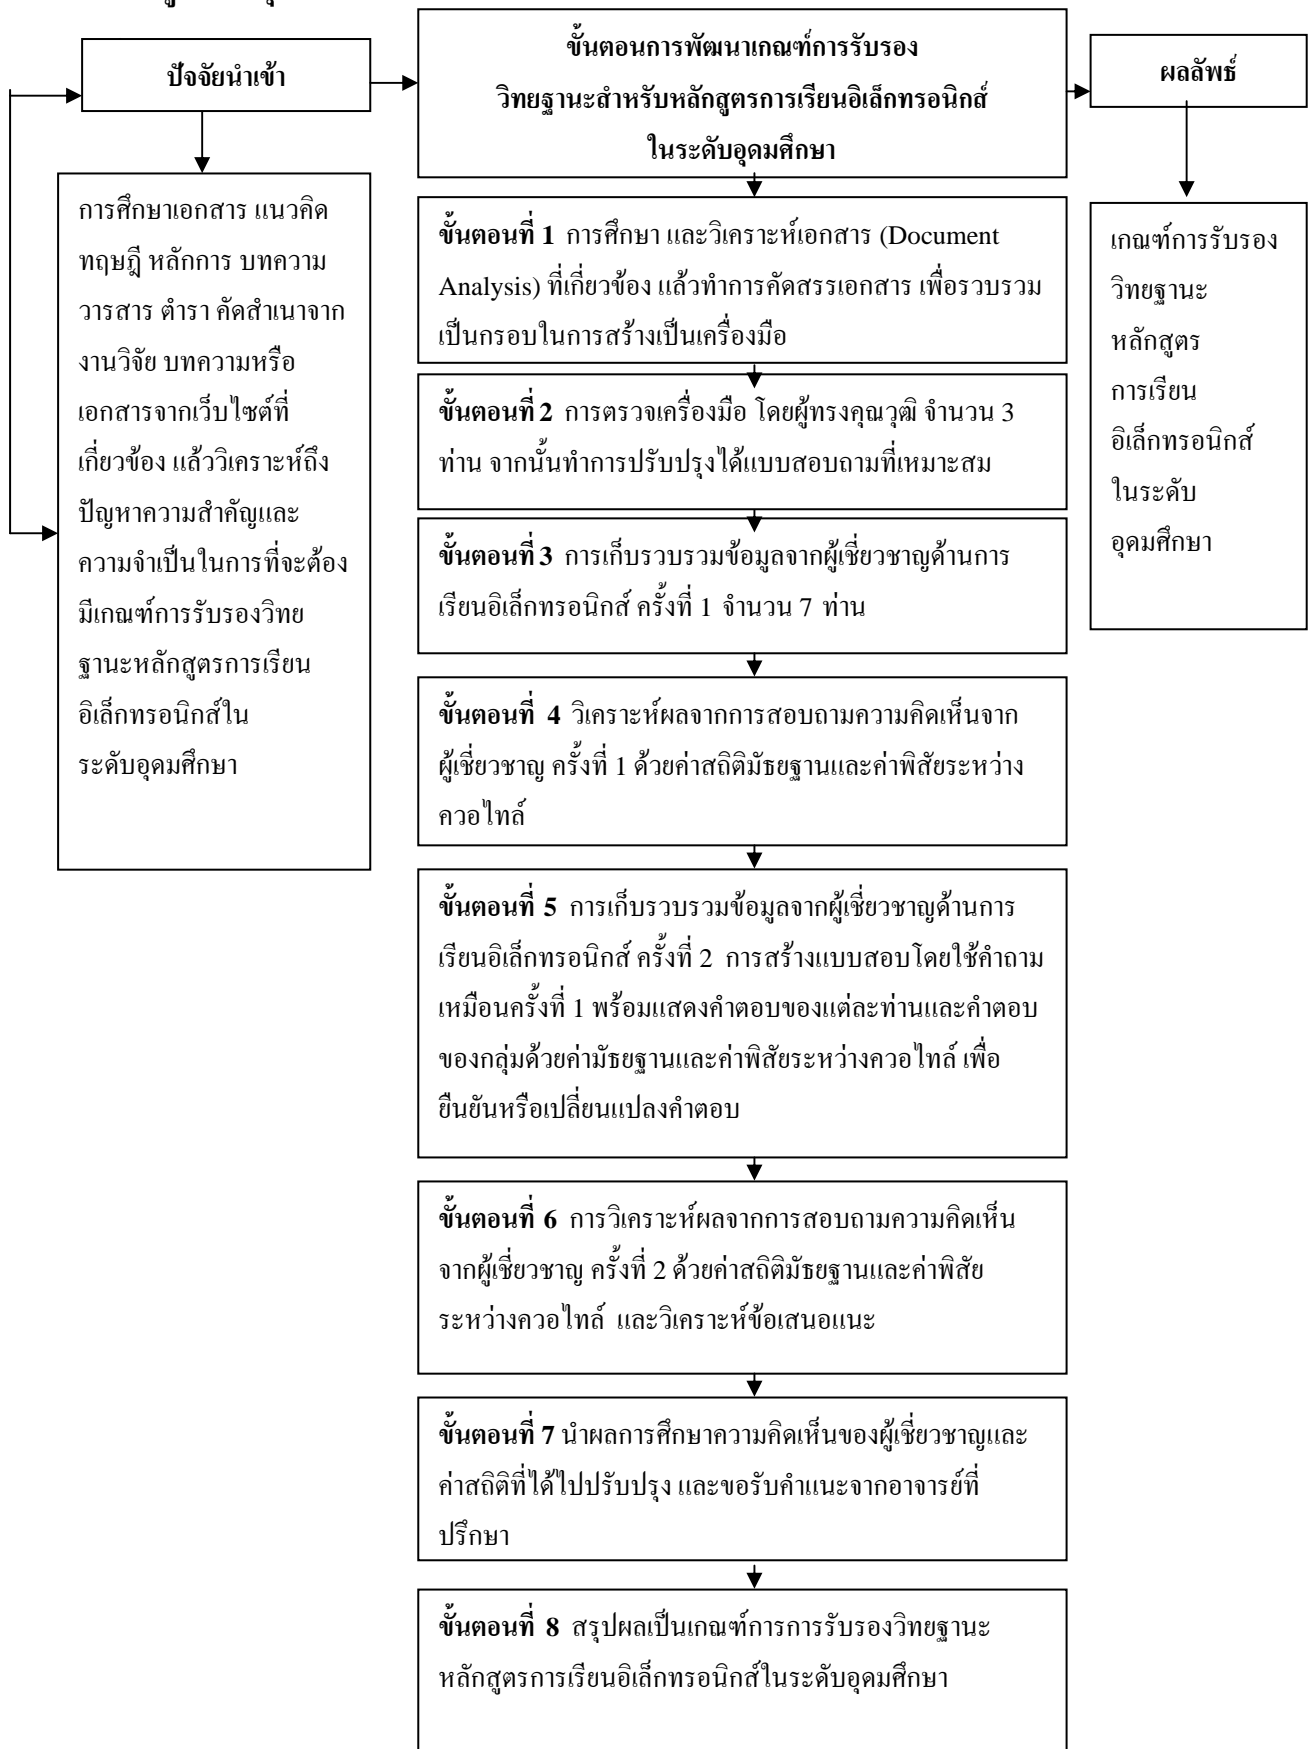 ปัจจัยนำเข้า
การศึกษาเอกสาร แนวคิด
ทฤษฎี หลักการ บทความ
วารสาร ตำรา คัดสำเนาจาก
งานวิจัย บทความหรือ
เอกสารจากเว็บไซต์ที่
เกี่ยวข้อง แล้ววิเคราะห์ถึง
ปัญหาความสำคัญและ
ความจำเป็นในการที่จะต้อง
มีเกณฑ์การรับรองวิทย
ฐานะหลักสูตรการเรียน
อิเล็กทรอนิกส์ใน
ระดับอุดมศึกษา
ขั้นตอนการพัฒนาเกณฑ์การรับรอง
วิทยฐานะสำหรับหลักสูตรการเรียนอิเล็กทรอนิกส์
ในระดับอุดมศึกษา
ขั้นตอนที่ 1 การศึกษา และวิเคราะห์เอกสาร (Document
Analysis) ที่เกี่ยวข้อง แล้วทำการคัดสรรเอกสาร เพื่อรวบรวม
เป็นกรอบในการสร้างเป็นเครื่องมือ
ขั้นตอนที่ 2 การตรวจเครื่องมือ โดยผู้ทรงคุณวุฒิ จำนวน 3
ท่าน จากนั้นทำการปรับปรุงได้แบบสอบถามที่เหมาะสม
ขั้นตอนที่ 3 การเก็บรวบรวมข้อมูลจากผู้เชี่ยวชาญด้านการ
เรียนอิเล็กทรอนิกส์ ครั้งที่ 1 จำนวน 7 ท่าน
ขั้นตอนที่ 4 วิเคราะห์ผลจากการสอบถามความคิดเห็นจาก
ผู้เชี่ยวชาญ ครั้งที่ 1 ด้วยค่าสถิติมัธยฐานและค่าพิสัยระหว่าง
ควอไทล์
ขั้นตอนที่ 5 การเก็บรวบรวมข้อมูลจากผู้เชี่ยวชาญด้านการ
เรียนอิเล็กทรอนิกส์ ครั้งที่ 2 การสร้างแบบสอบโดยใช้คำถาม
เหมือนครั้งที่ 1 พร้อมแสดงคำตอบของแต่ละท่านและคำตอบ
ของกลุ่มด้วยค่ามัธยฐานและค่าพิสัยระหว่างควอไทล์ เพื่อ
ยืนยันหรือเปลี่ยนแปลงคำตอบ
ขั้นตอนที่ 6 การวิเคราะห์ผลจากการสอบถามความคิดเห็น
จากผู้เชี่ยวชาญ ครั้งที่ 2 ด้วยค่าสถิติมัธยฐานและค่าพิสัย
ระหว่างควอไทล์ และวิเคราะห์ข้อเสนอแนะ
ขั้นตอนที่ 7 นำผลการศึกษาความคิดเห็นของผู้เชี่ยวชาญและ
ค่าสถิติที่ได้ไปปรับปรุง และขอรับคำแนะจากอาจารย์ที่
ปรึกษา
ขั้นตอนที่ 8 สรุปผลเป็นเกณฑ์การการรับรองวิทยฐานะ
หลักสูตรการเรียนอิเล็กทรอนิกส์ในระดับอุดมศึกษา
ผลลัพธ์
เกณฑ์การรับรอง
วิทยฐานะ
หลักสูตร
การเรียน
อิเล็กทรอนิกส์
ในระดับ
อุดมศึกษา